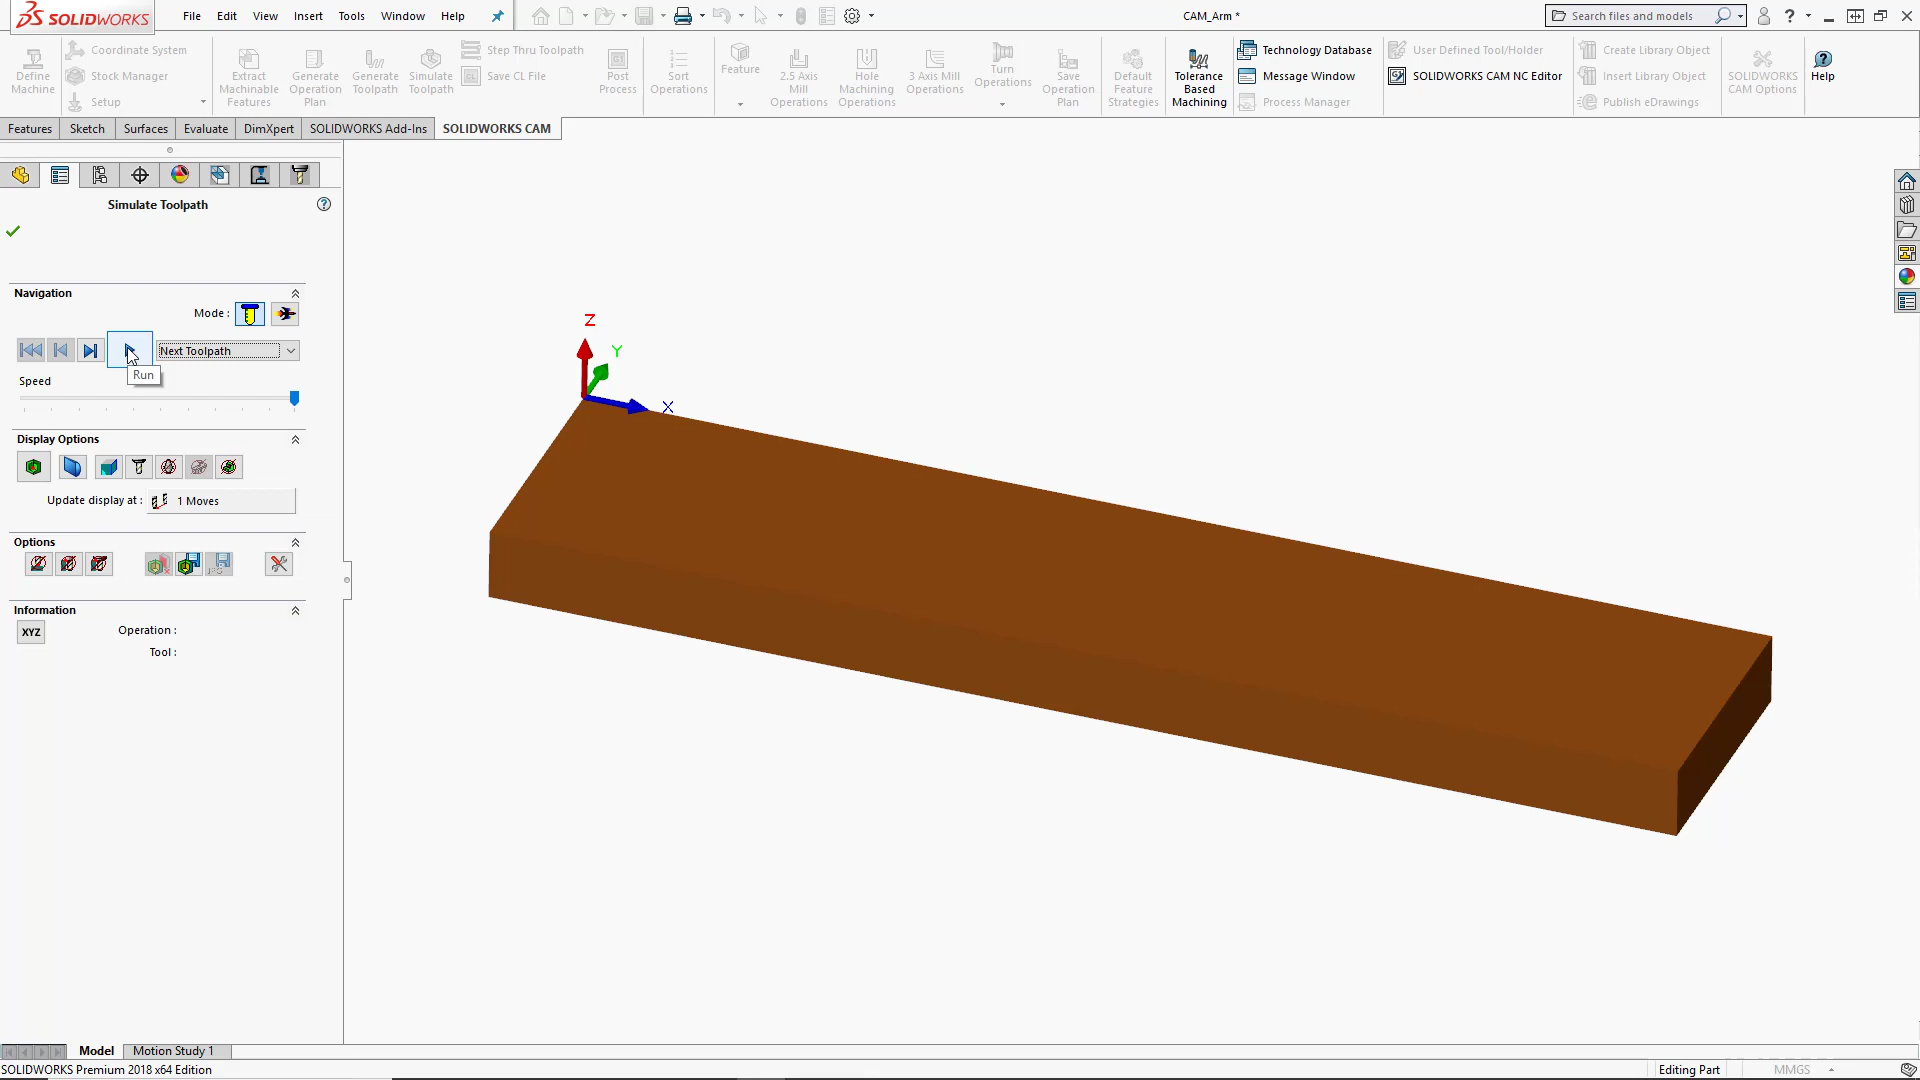 SOLIDWORKS
File Edit View Insert Tools Window Help
CAM_Arm *
Search files and models
Define Machine
Coordinate System
Stock Manager
Setup
Extract Machinable Features
Generate Operation Plan
Generate Toolpath
Simulate Toolpath
Step Thru Toolpath
Save CL File
Post Process
Sort Operations
Feature
2.5 Axis Mill Operations
Hole Machining Operations
3 Axis Mill Operations
Turn Operations
Save Operation Plan
Default Feature Strategies
Tolerance Based Machining
Technology Database
Message Window
Process Manager
User Defined Tool/Holder
SOLIDWORKS CAM NC Editor
Create Library Object
Insert Library Object
Publish eDrawings
SOLIDWORKS CAM Options
Help
Features Sketch Surfaces Evaluate DimXpert SOLIDWORKS Add-Ins SOLIDWORKS CAM
Simulate Toolpath
Navigation
Mode :
Next Toolpath
Run
Speed
Display Options
Update display at : 1 Moves
Options
Information
XYZ
Operation :
Tool :
Z
Y
X
Model Motion Study 1
SOLIDWORKS Premium 2018 x64 Edition
Editing Part
MMGS